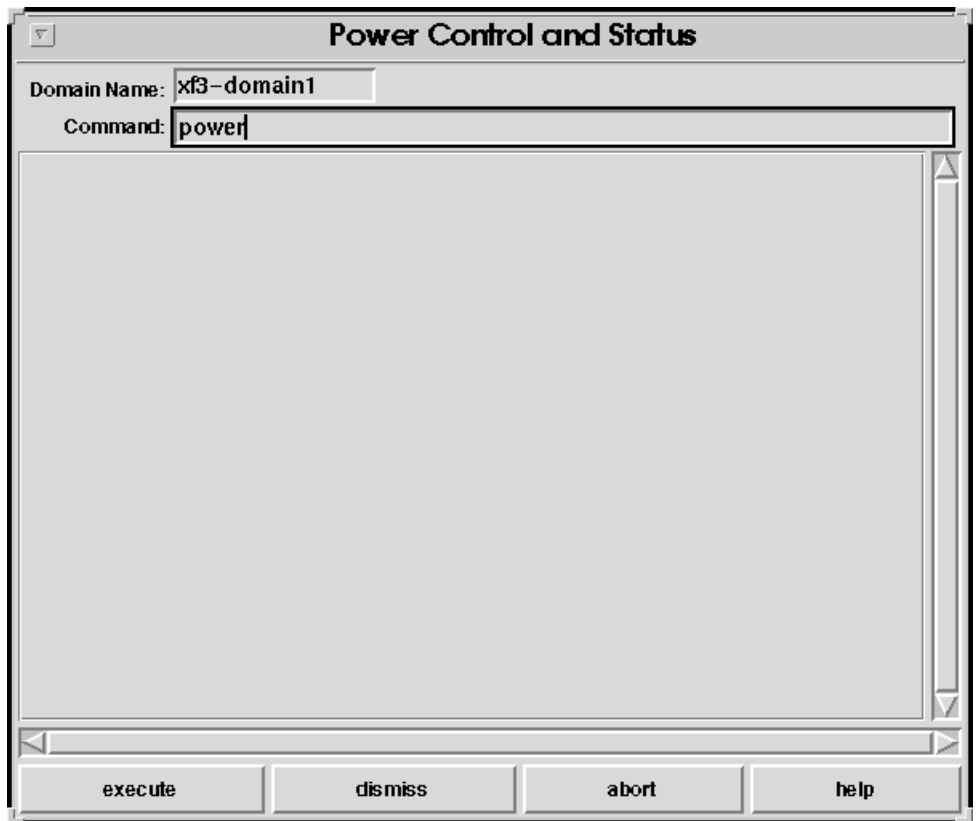 Power Control and Status
Domain Name: xf3-domain1
Command: power
execute dismiss abort help